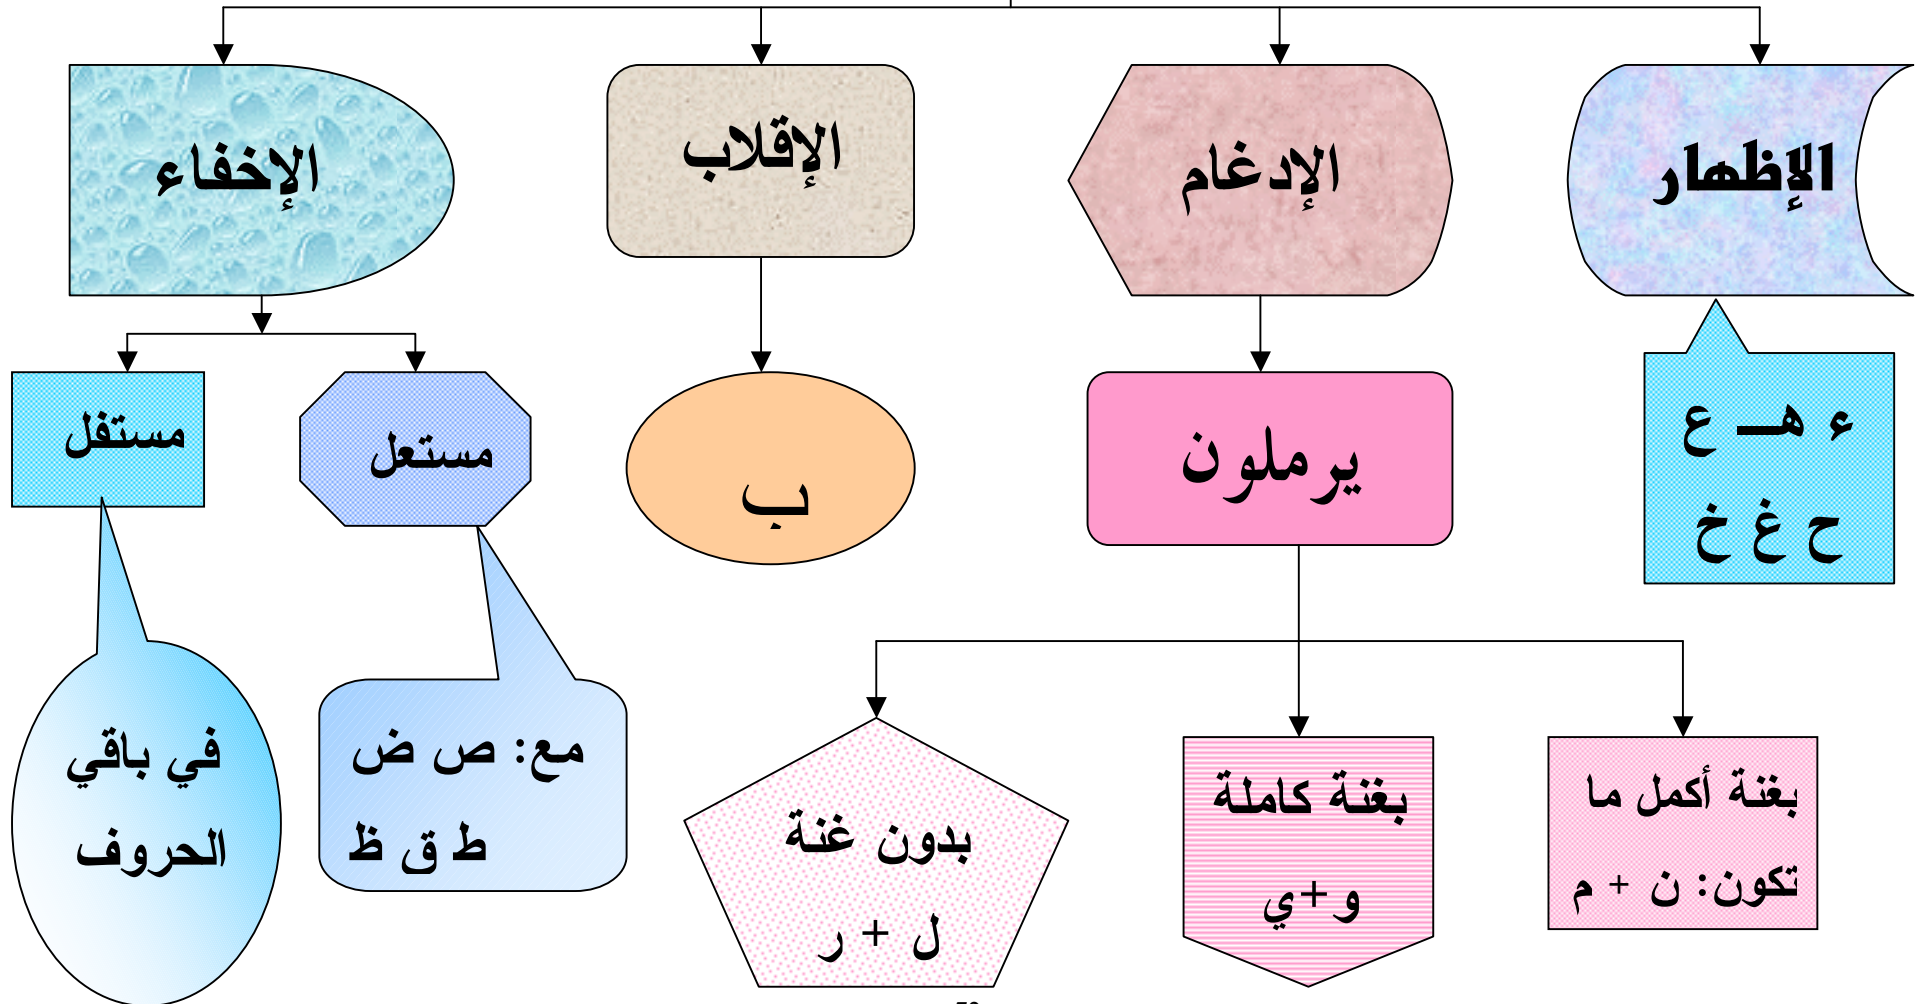 الإظهار
الإدغام
الإقلاب
الإخفاء
ء هـ ع
ح غ خ
يرملون
ب
مستعل
مستفل
بغنة أكمل ما
تكون: ن + م
بغنة كاملة
و+ي
بدون غنة
ل + ر
مع: ص ض
ط ق ظ
في باقي
الحروف